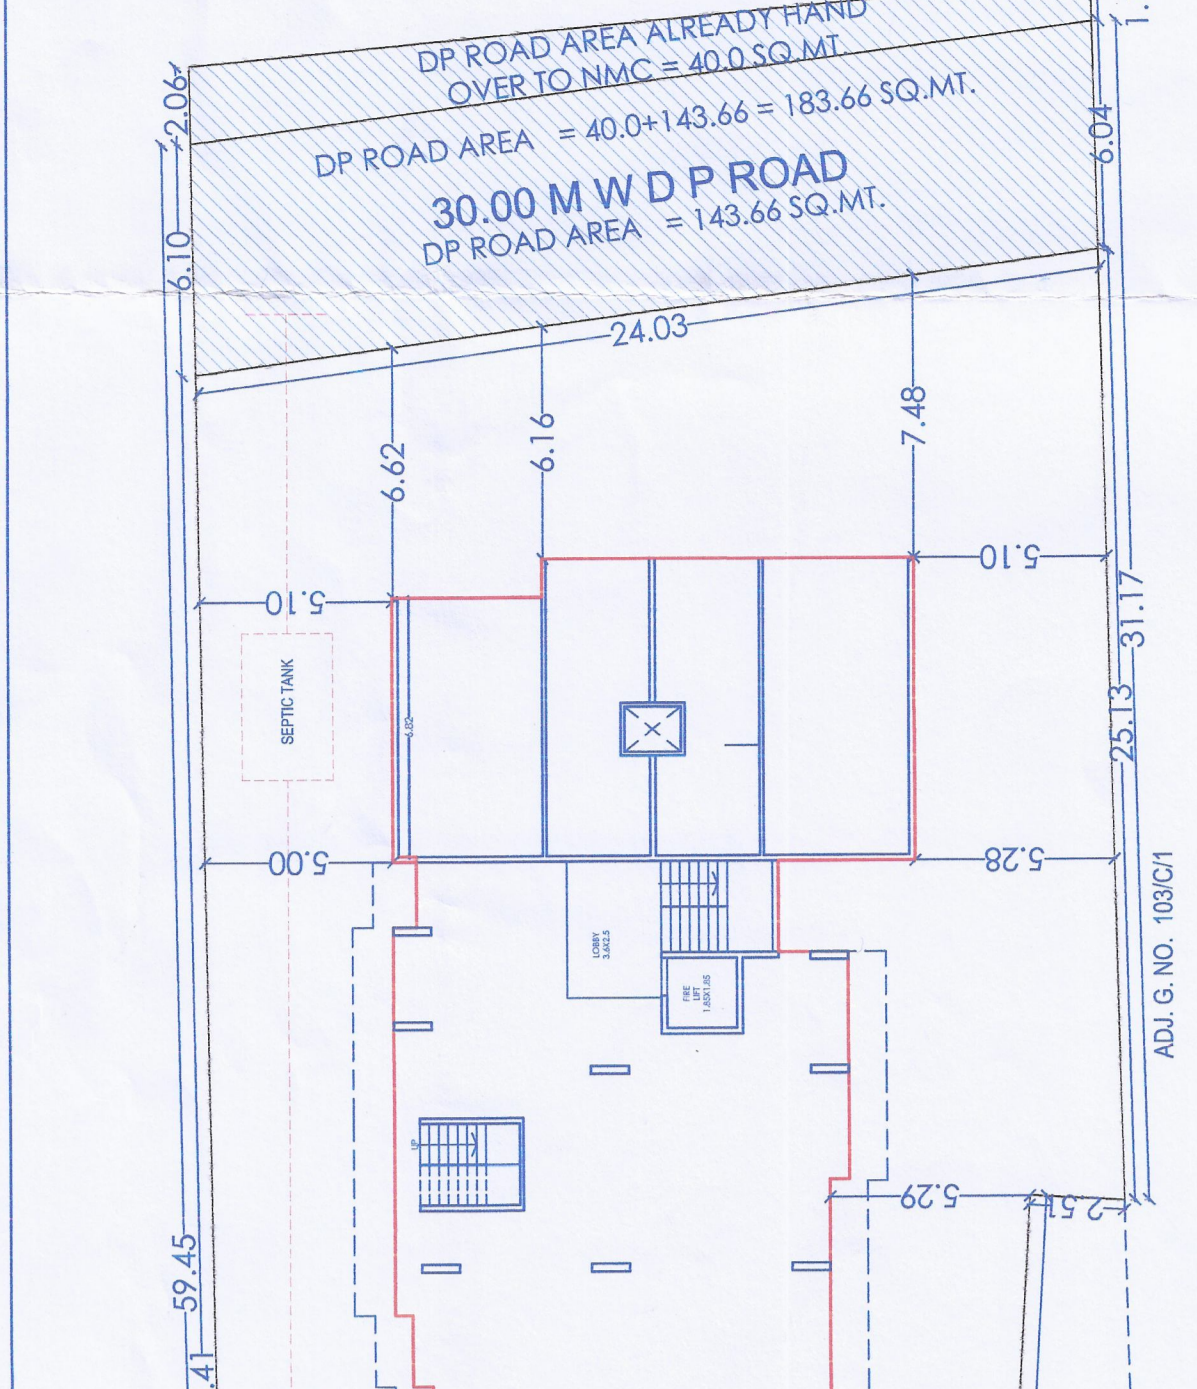 DP ROAD AREA ALREADY HAND
OVER TO NMC = 40.0 SQ.MT.
DP ROAD AREA = 40.0+143.66 = 183.66 SQ.MT.
30.00 M W D P ROAD
DP ROAD AREA = 143.66 SQ.MT.
2.06
6.10
1.
6.04
24.03
6.62
6.16
7.48
5.10
5.10
SEPTIC TANK
6.82
31.17
25.13
5.00
5.28
LOBBY
3.6X2.5
FIRE
LIFT
1.85X1.85
ADJ. G. NO. 103/C/1
UP
5.29
2.51
59.45
.41